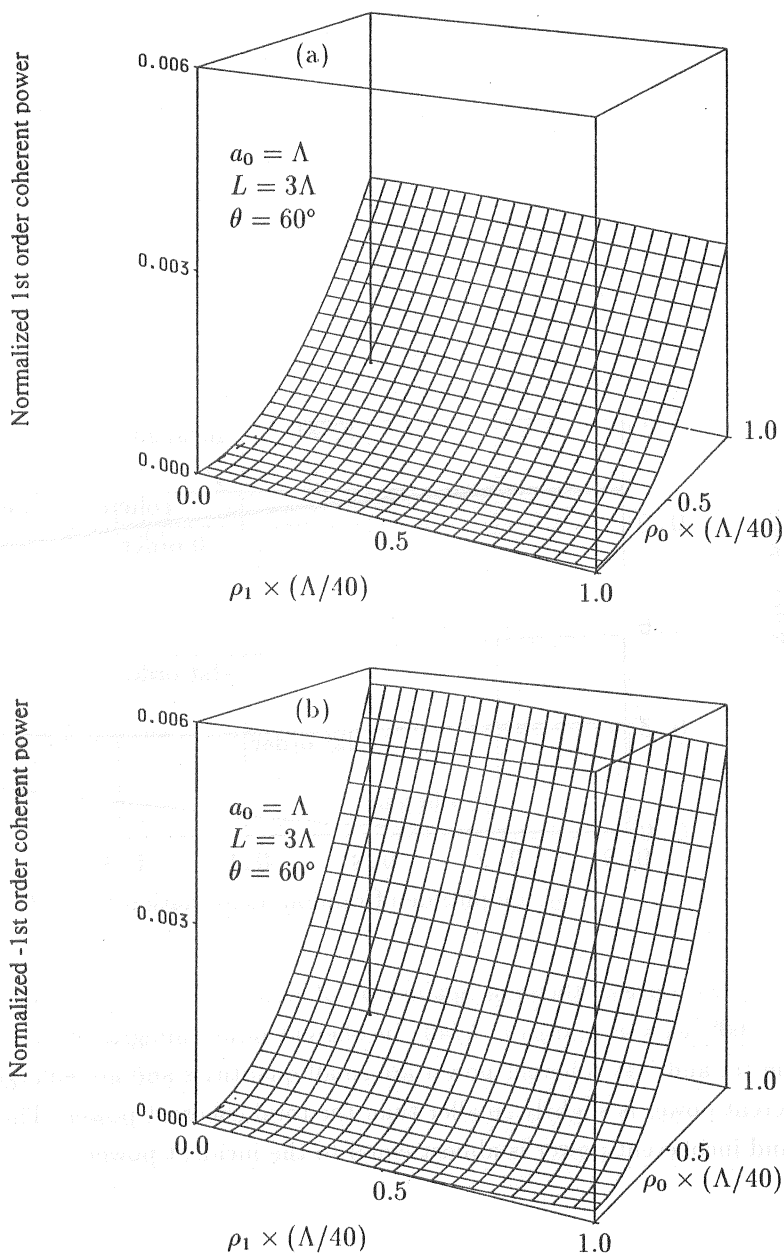 Normalized 1st order coherent power
(a)
0.006
a₀ = Λ
L = 3Λ
θ = 60°
0.003
0.000
0.0
0.5
1.0
ρ₁ × (Λ/40)
1.0
0.5
ρ₀ × (Λ/40)
Normalized -1st order coherent power
(b)
0.006
a₀ = Λ
L = 3Λ
θ = 60°
0.003
0.000
0.0
0.5
1.0
ρ₁ × (Λ/40)
1.0
0.5
ρ₀ × (Λ/40)